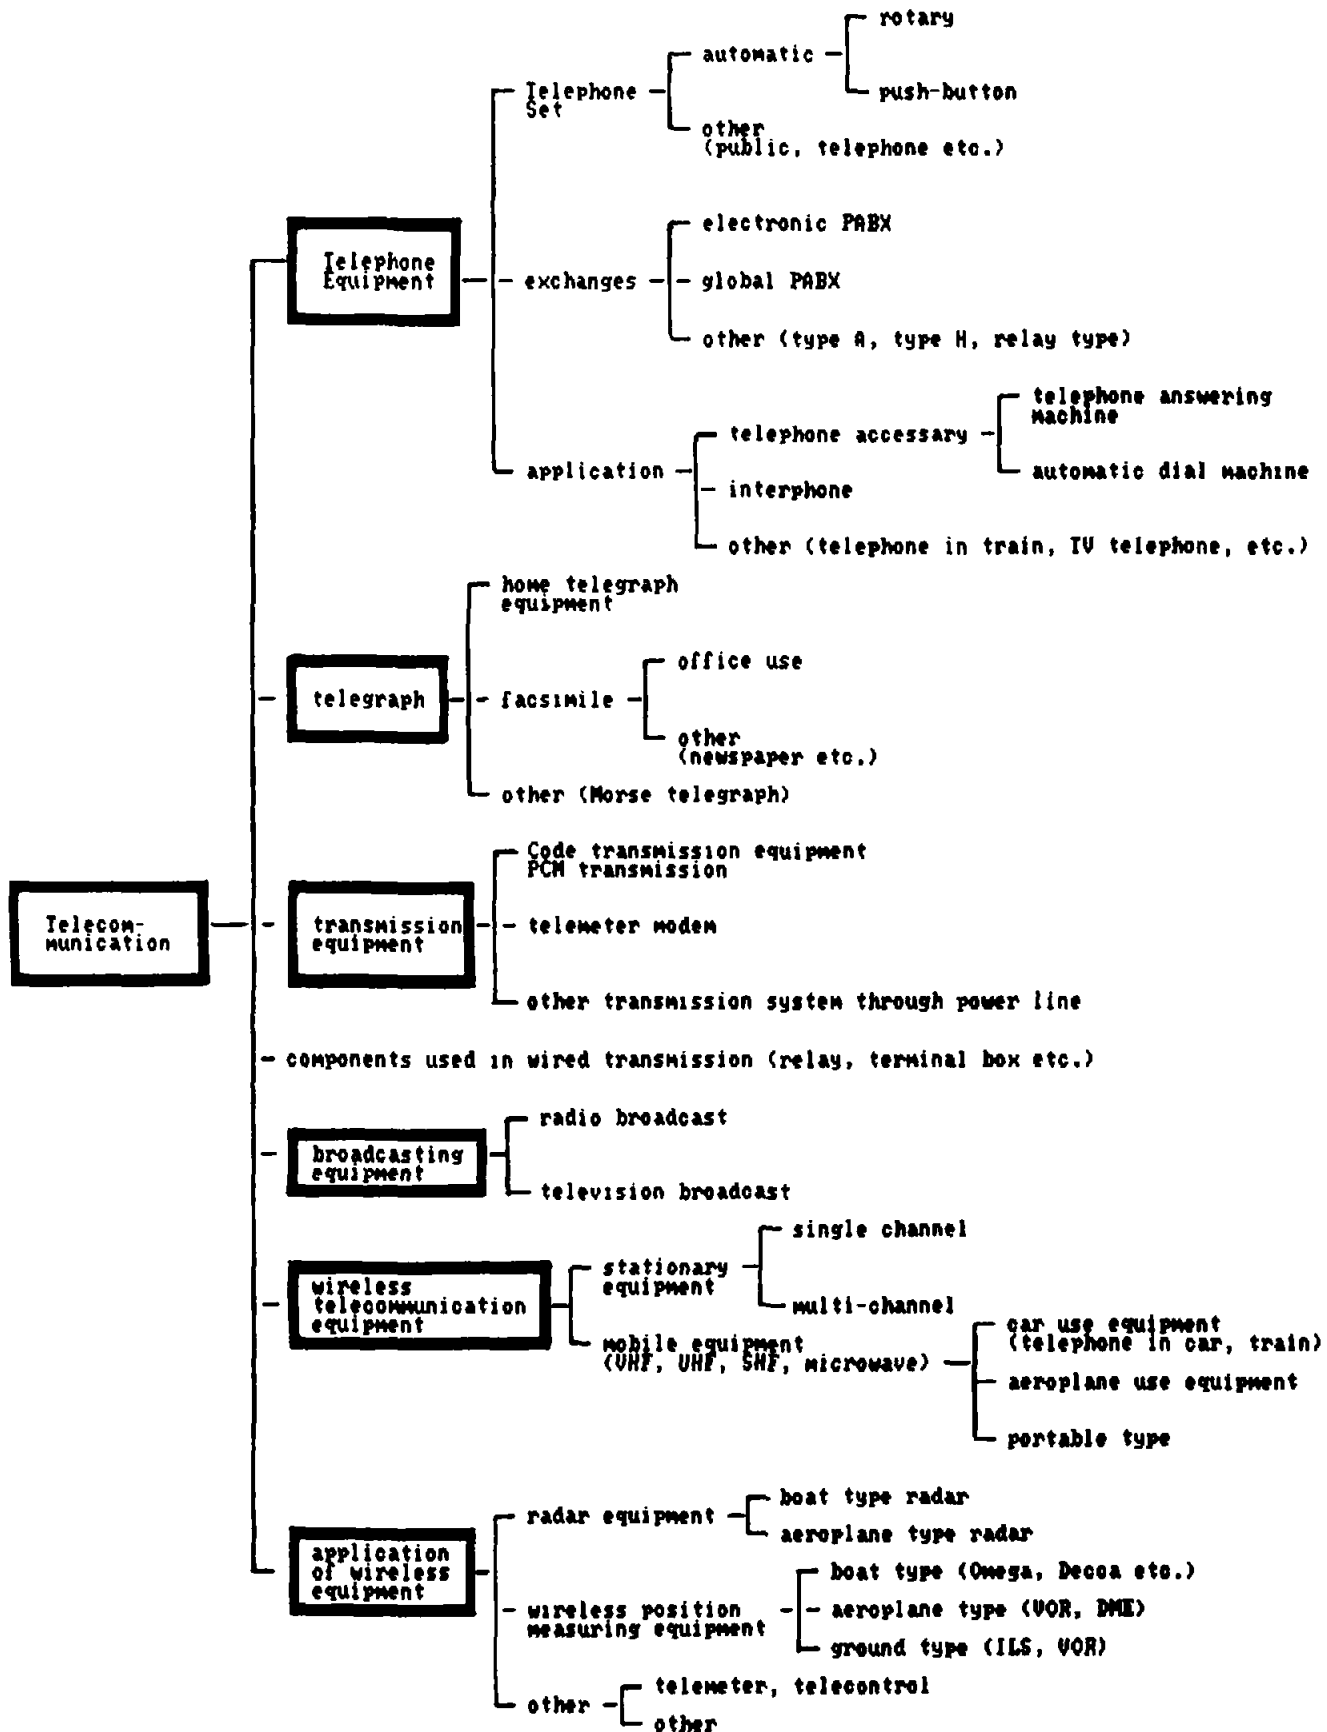 rotary
automatic
push-button
Telephone
Set
other
(public, telephone etc.)
electronic PABX
Telephone
Equipment
exchanges
global PABX
other (type A, type H, relay type)
telephone answering
machine
telephone accessary
automatic dial machine
application
interphone
other (telephone in train, TV telephone, etc.)
home telegraph
equipment
office use
telegraph
facsimile
other
(newspaper etc.)
other (Morse telegraph)
Code transmission equipment
PCM transmission
Telecom-
munication
transmission
equipment
telemeter modem
other transmission system through power line
components used in wired transmission (relay, terminal box etc.)
radio broadcast
broadcasting
equipment
television broadcast
single channel
stationary
equipment
wireless
telecommunication
equipment
multi-channel
mobile equipment
(VHF, UHF, SHF, microwave)
car use equipment
(telephone in car, train)
aeroplane use equipment
portable type
boat type radar
radar equipment
aeroplane type radar
application
of wireless
equipment
boat type (Omega, Decca etc.)
wireless position
measuring equipment
aeroplane type (VOR, DME)
ground type (ILS, VOR)
telemeter, telecontrol
other
other